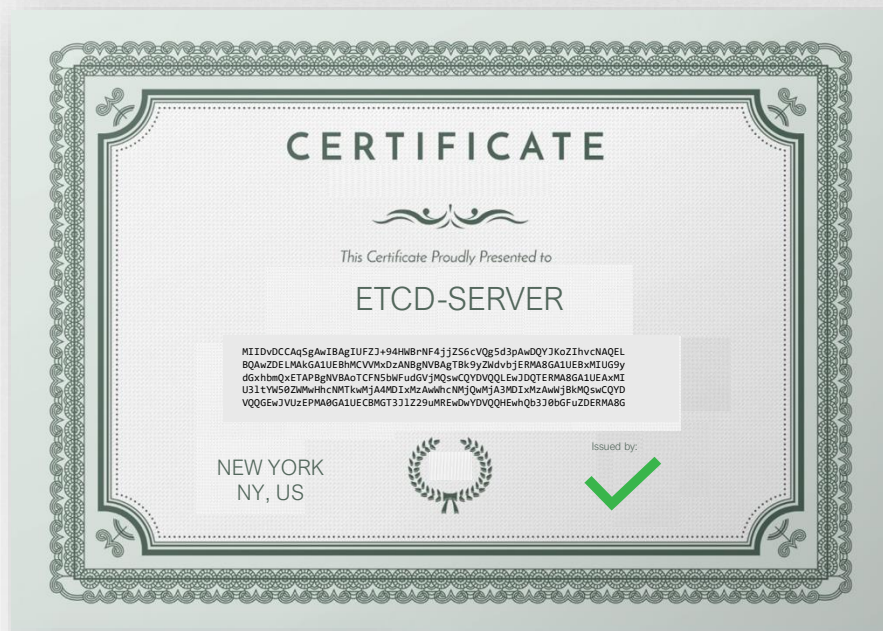 CERTIFICATE
This Certificate Proudly Presented to
ETCD-SERVER
MIIDvDCCAqSgAwIBAgIUFZJ+94HWBrNF4jjZS6cVQg5d3pAwDQYJKoZIhvcNAQEL
BQAwZDELMAkGA1UEBhMCVVMxDzANBgNVBAgTBk9yZWdvbjERMA8GA1UEBxMIUG9y
dGxhbmQxETAPBgNVBAoTCFN5bWFudGVjMQswCQYDVQQLEwJDQTERMA8GA1UEAxMI
U3ltYW50ZWMwHhcNMTkwMjA4MDIxMzAwWhcNMjQwMjA3MDIxMzAwWjBkMQswCQYD
VQQGEwJVUzEPMA0GA1UECBMGT3JlZ29uMREwDwYDVQQHEwhQb3J0bGFuZDERMA8G
NEW YORK
NY, US
Issued by: